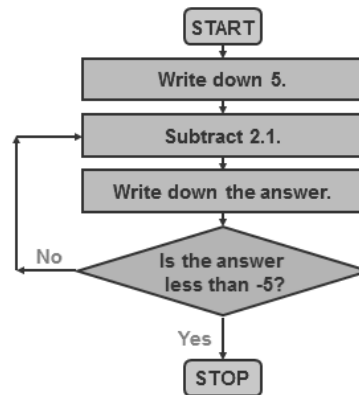 START
Write down 5.
Subtract 2.1.
Write down the answer.
Is the answer
less than -5?
No
Yes
STOP